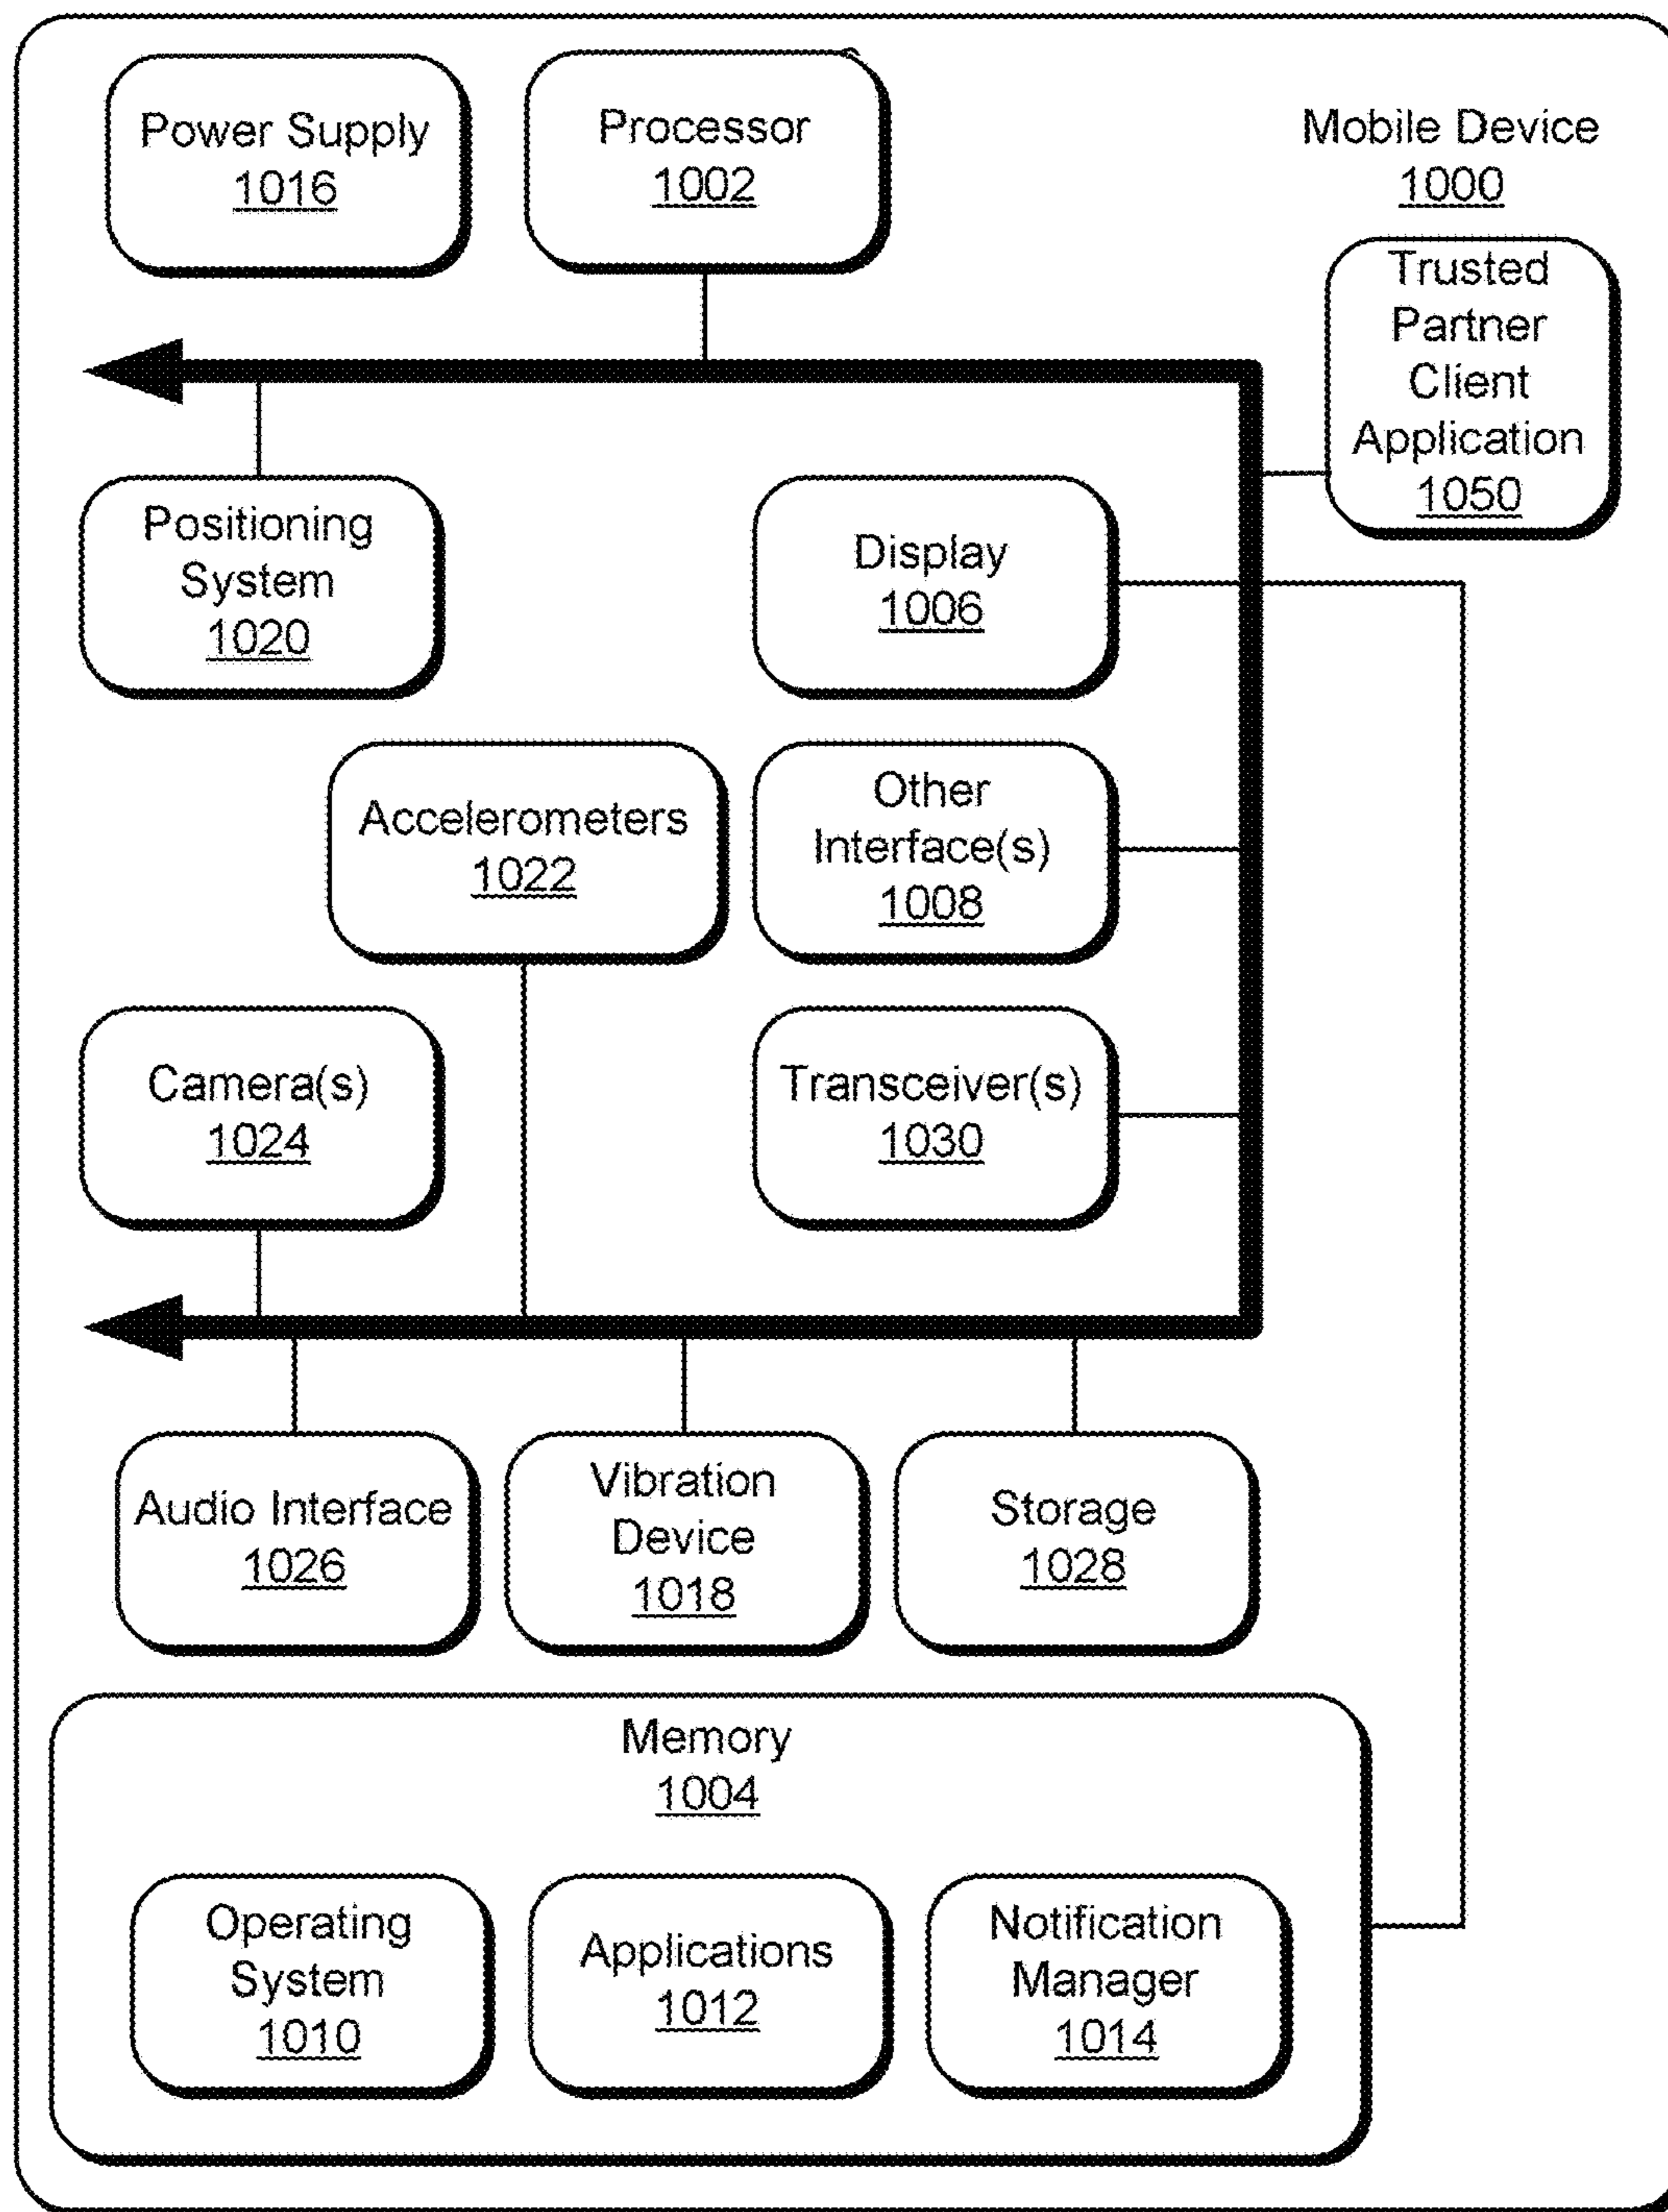 Power Supply
1016
Processor
1002
Mobile Device
1000
Trusted
Partner
Client
Application
1050
Positioning
System
1020
Display
1006
Accelerometers
1022
Other
Interface(s)
1008
Camera(s)
1024
Transceiver(s)
1030
Audio Interface
1026
Vibration
Device
1018
Storage
1028
Memory
1004
Operating
System
1010
Applications
1012
Notification
Manager
1014